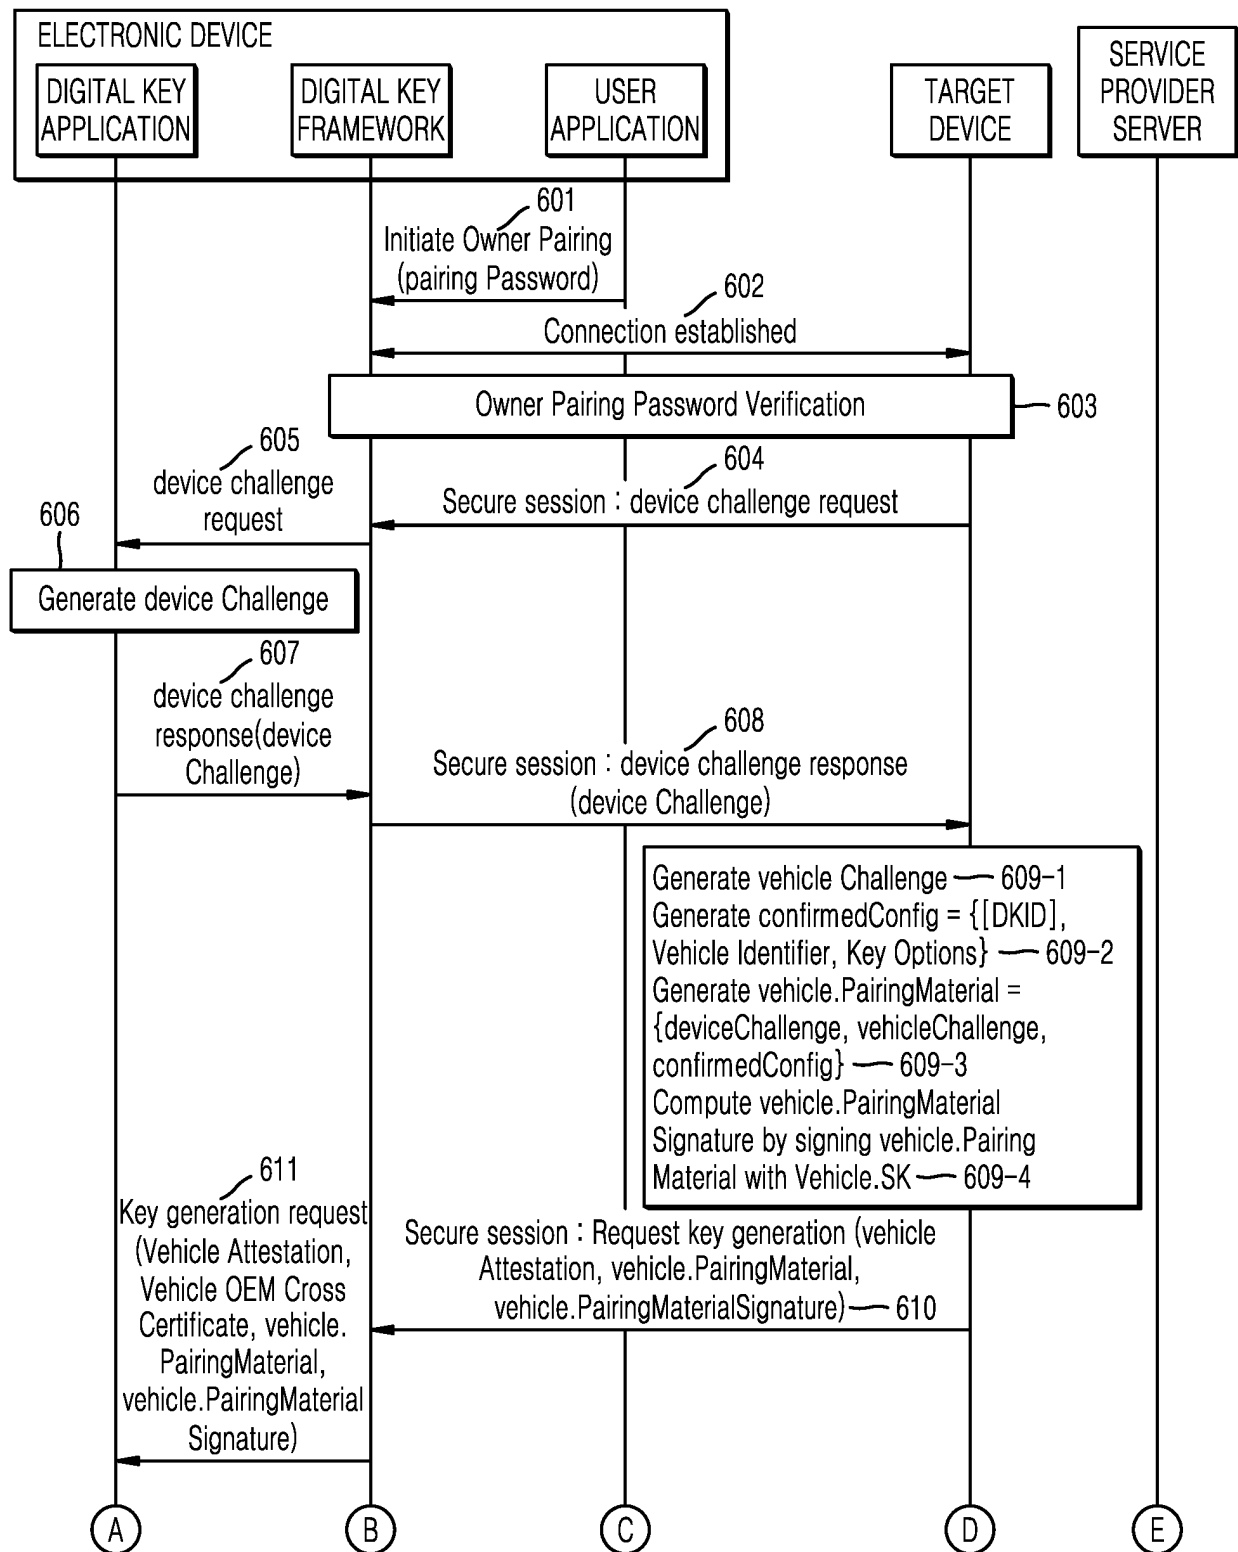 ELECTRONIC DEVICE
DIGITAL KEY
APPLICATION
DIGITAL KEY
FRAMEWORK
USER
APPLICATION
TARGET
DEVICE
SERVICE
PROVIDER
SERVER
601
Initiate Owner Pairing
(pairing Password)
602
Connection established
Owner Pairing Password Verification
603
604
Secure session : device challenge request
605
device challenge
request
606
Generate device Challenge
607
device challenge
response(device
Challenge)
608
Secure session : device challenge response
(device Challenge)
Generate vehicle Challenge 609-1
Generate confirmedConfig = {[DKID],
Vehicle Identifier, Key Options} 609-2
Generate vehicle.PairingMaterial =
{deviceChallenge, vehicleChallenge,
confirmedConfig} 609-3
Compute vehicle.PairingMaterial
Signature by signing vehicle.Pairing
Material with Vehicle.SK 609-4
Secure session : Request key generation (vehicle
Attestation, vehicle.PairingMaterial,
vehicle.PairingMaterialSignature) 610
611
Key generation request
(Vehicle Attestation,
Vehicle OEM Cross
Certificate, vehicle.
PairingMaterial,
vehicle.PairingMaterial
Signature)
A
B
C
D
E